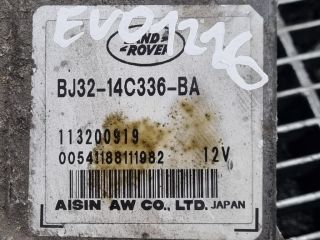 EVO1226
LAND
ROVER
BJ32-14C336-BA
113200919
00541188111982 12V
AISIN AW CO., LTD. JAPAN